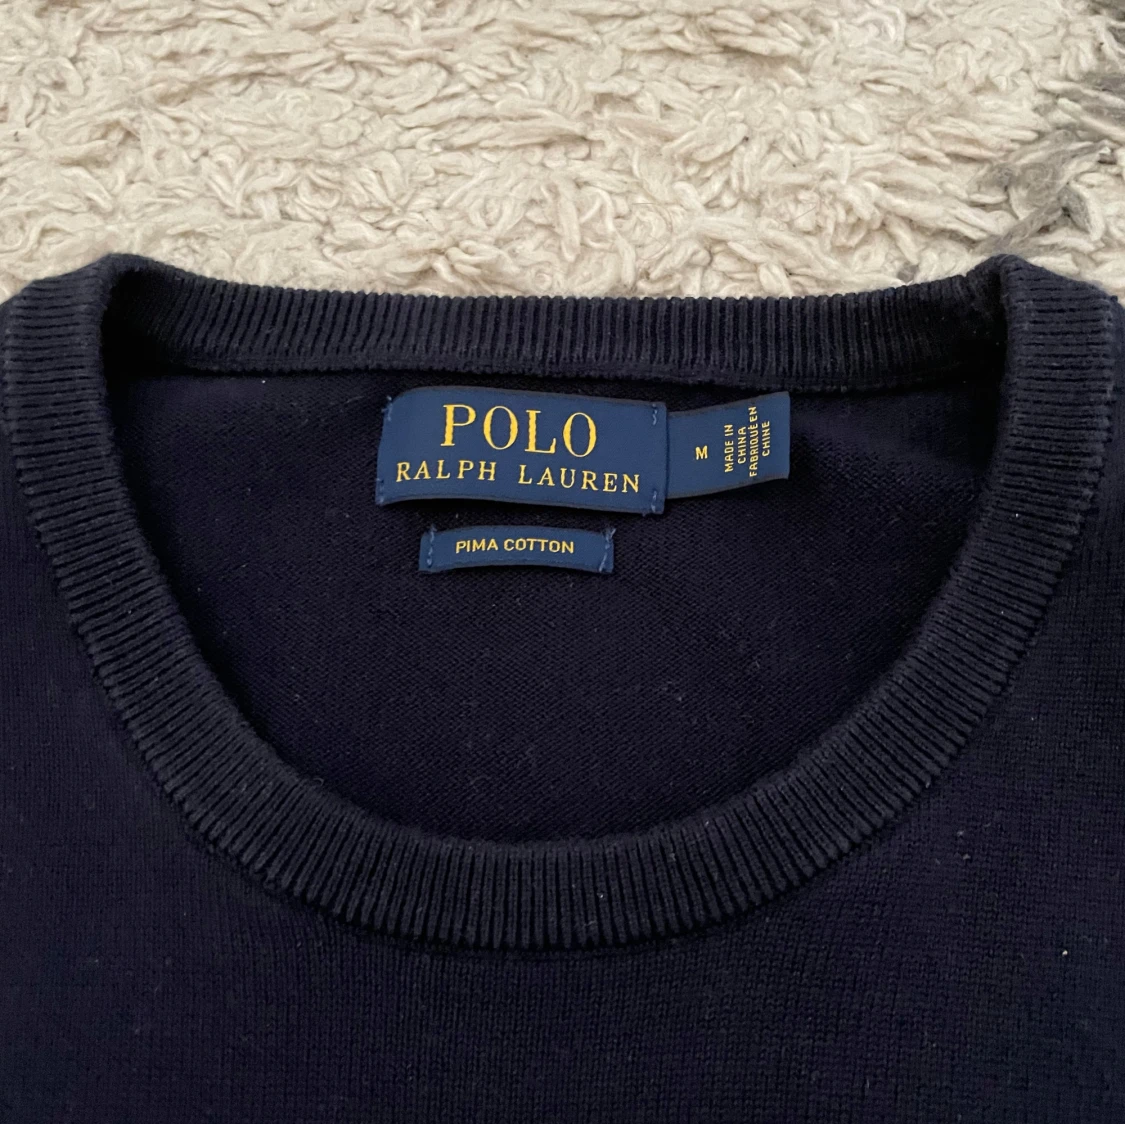 POLO
RALPH LAUREN
M
MADE IN
CHINA
FABRIQUÉ EN
CHINE
PIMA COTTON